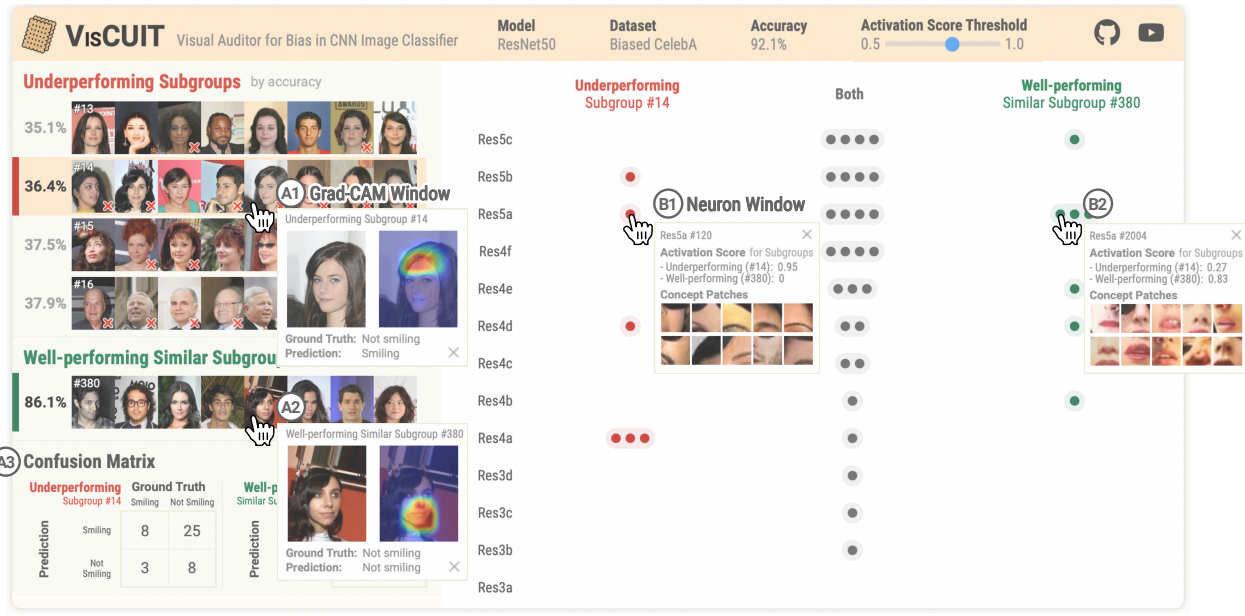 VISCUIT Visual Auditor for Bias in CNN Image Classifier
Model
ResNet50
Dataset
Biased CelebA
Accuracy
92.1%
Activation Score Threshold
0.5 1.0
Underperforming Subgroups by accuracy
35.1% #13
AWARDS
36.4% #14
37.5% #15
37.9% #16
A1 Grad-CAM Window
Underperforming Subgroup #14
Ground Truth: Not smiling
Prediction: Smiling
Well-performing Similar Subgrou
86.1% #380
A2
Well-performing Similar Subgroup #380
Ground Truth: Not smiling
Prediction: Not smiling
A3 Confusion Matrix
Underperforming
Subgroup #14
Ground Truth
Smiling Not Smiling
Prediction
Smiling 8 25
Not
Smiling 3 8
Well-p
Similar Su
Prediction
Underperforming
Subgroup #14
Both
Well-performing
Similar Subgroup #380
Res5c
Res5b
Res5a
Res4f
Res4e
Res4d
Res4c
Res4b
Res4a
Res3d
Res3c
Res3b
Res3a
B1 Neuron Window
Res5a #120
Activation Score for Subgroups
- Underperforming (#14): 0.95
- Well-performing (#380): 0
Concept Patches
B2
Res5a #2004
Activation Score for Subgroups
- Underperforming (#14): 0.27
- Well-performing (#380): 0.83
Concept Patches